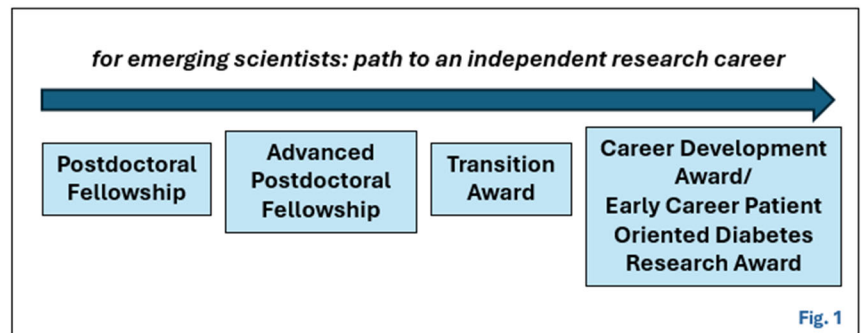 for emerging scientists: path to an independent research career
Postdoctoral
Fellowship
Advanced
Postdoctoral
Fellowship
Transition
Award
Career Development
Award/
Early Career Patient
Oriented Diabetes
Research Award
Fig. 1